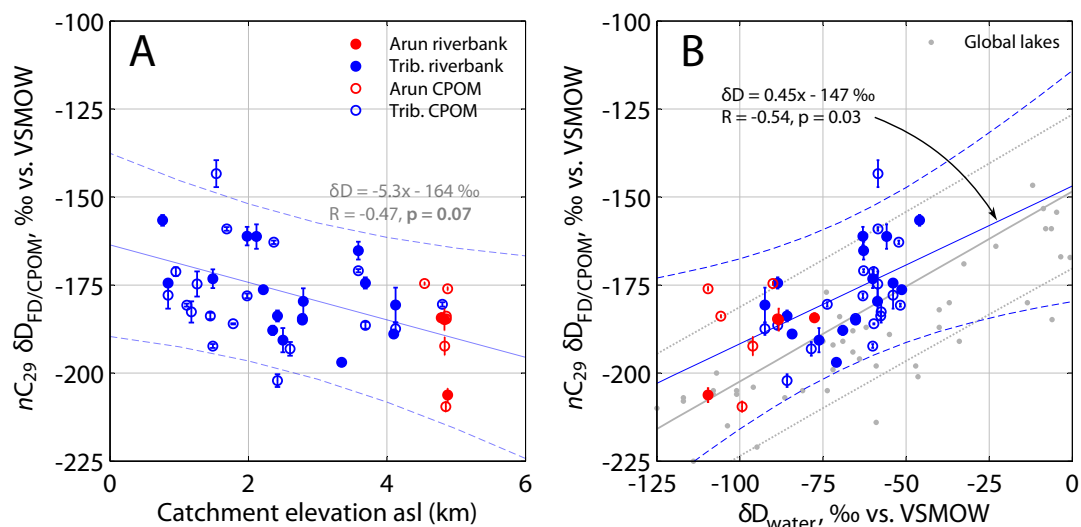 A
Arun riverbank
Trib. riverbank
Arun CPOM
Trib. CPOM
δD = -5.3x - 164 ‰
R = -0.47, p = 0.07
-100
-125
-150
-175
-200
-225
0
1
2
3
4
5
6
nC29 δDFD/CPOM, ‰ vs. VSMOW
Catchment elevation asl (km)
B
Global lakes
δD = 0.45x - 147 ‰
R = -0.54, p = 0.03
-100
-125
-150
-175
-200
-225
-125
-100
-75
-50
-25
0
nC29 δDFD/CPOM, ‰ vs. VSMOW
δDwater, ‰ vs. VSMOW